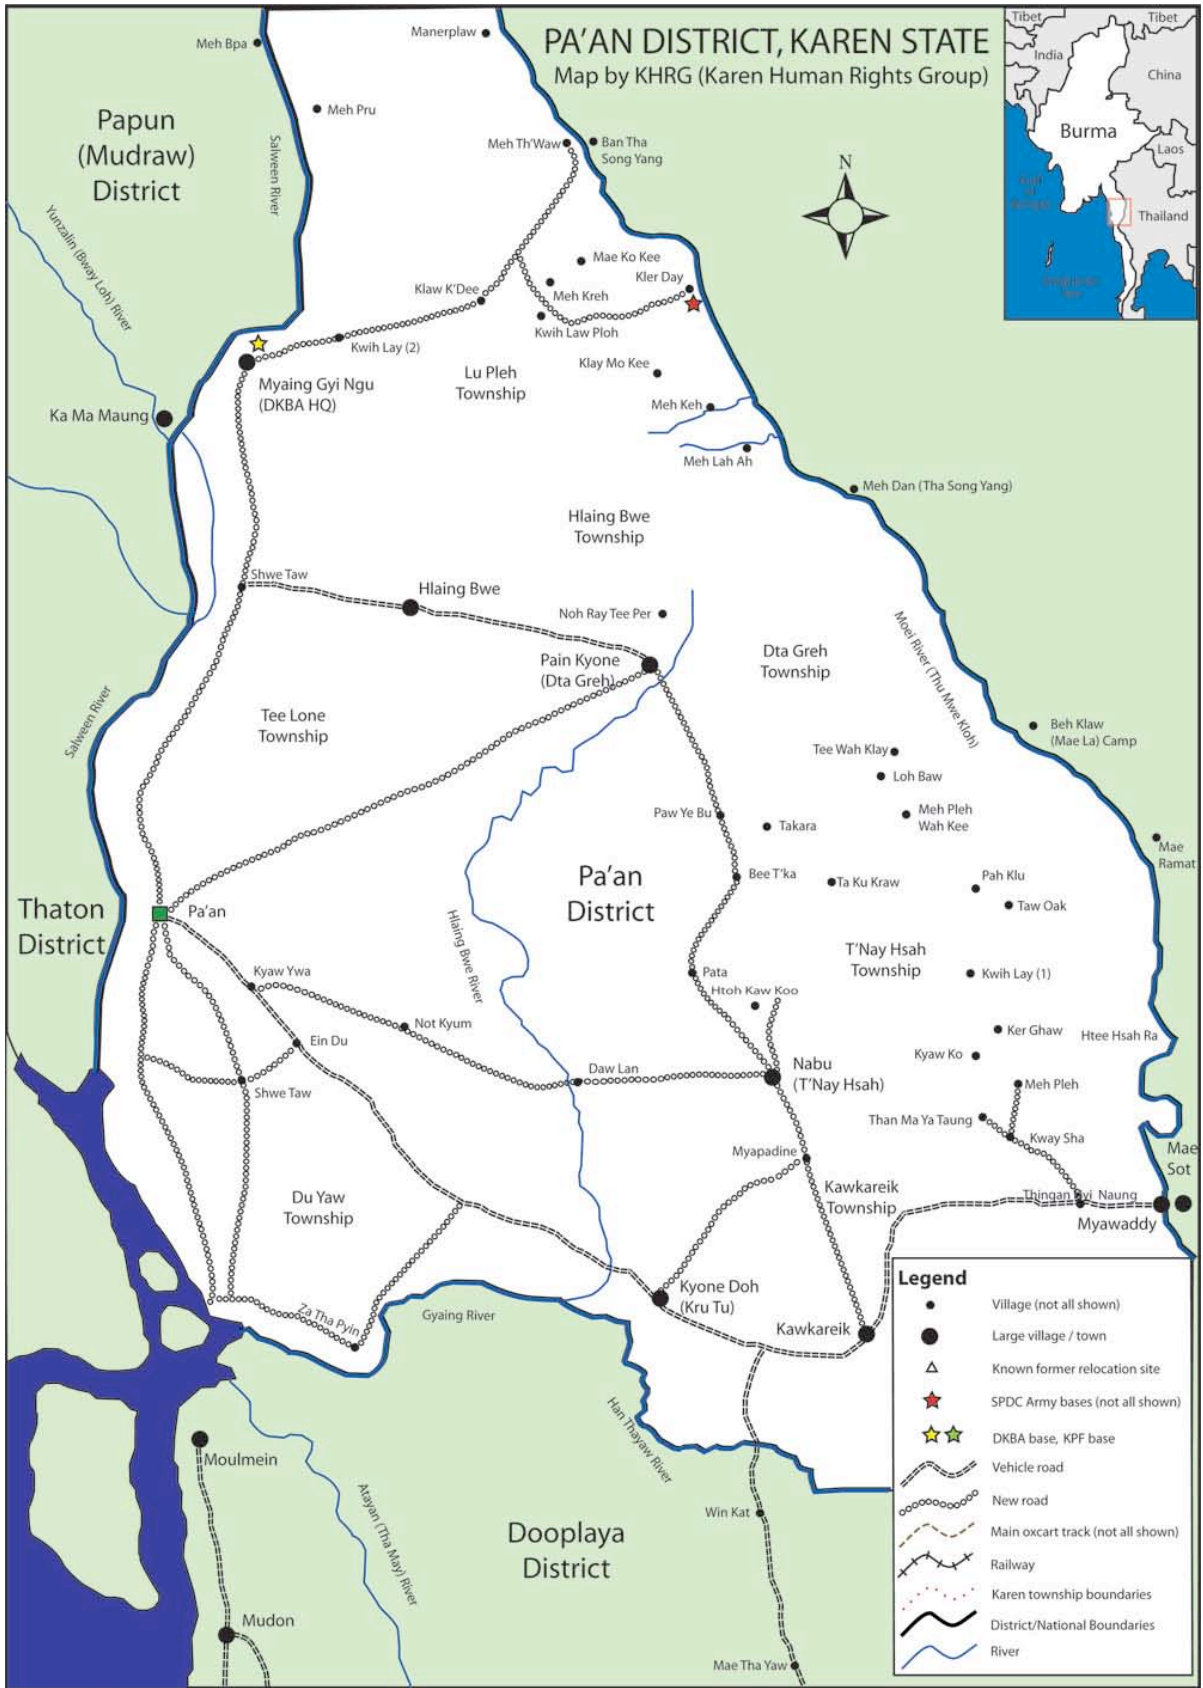 PA'AN DISTRICT, KAREN STATE
Map by KHRG (Karen Human Rights Group)
Tibet
Tibet
India
China
Burma
Laos
Thailand
N
Meh Bpa
Manerplaw
Meh Pru
Papun
(Mudraw)
District
Salween River
Meh Th'Waw
Ban Tha
Song Yang
Yunzalin (Bway Loh) River
Mae Ko Kee
Kler Day
Klaw K'Dee
Meh Kreh
Kwih Law Ploh
Kwih Lay (2)
Klay Mo Kee
Lu Pleh
Township
Myaing Gyi Ngu
(DKBA HQ)
Meh Keh
Ka Ma Maung
Meh Lah Ah
Meh Dan (Tha Song Yang)
Hlaing Bwe
Township
Shwe Taw
Hlaing Bwe
Noh Ray Tee Per
Moei River (Thu Mwe Kloh)
Pain Kyone
(Dta Greh)
Dta Greh
Township
Salween River
Tee Lone
Township
Beh Klaw
(Mae La) Camp
Tee Wah Klay
Loh Baw
Paw Ye Bu
Takara
Meh Pleh
Wah Kee
Mae
Ramat
Pa'an
District
Bee T'ka
Ta Ku Kraw
Pah Klu
Taw Oak
Thaton
District
Pa'an
Hlaing Bwe River
T'Nay Hsah
Township
Kyaw Ywa
Pata
Kwih Lay (1)
Htoh Kaw Koo
Not Kyum
Ein Du
Ker Ghaw
Htee Hsah Ra
Kyaw Ko
Daw Lan
Nabu
(T'Nay Hsah)
Shwe Taw
Meh Pleh
Than Ma Ya Taung
Kway Sha
Myapadine
Mae
Sot
Du Yaw
Township
Kawkareik
Township
Thingan Nyi Naung
Myawaddy
Kyone Doh
(Kru Tu)
Za Tha Pyin
Gyaing River
Kawkareik
Han Thayaw River
Moulmein
Atayan (Tha May) River
Win Kat
Dooplaya
District
Mudon
Mae Tha Yaw
Legend
Village (not all shown)
Large village / town
Known former relocation site
SPDC Army bases (not all shown)
DKBA base, KPF base
Vehicle road
New road
Main oxcart track (not all shown)
Railway
Karen township boundaries
District/National Boundaries
River